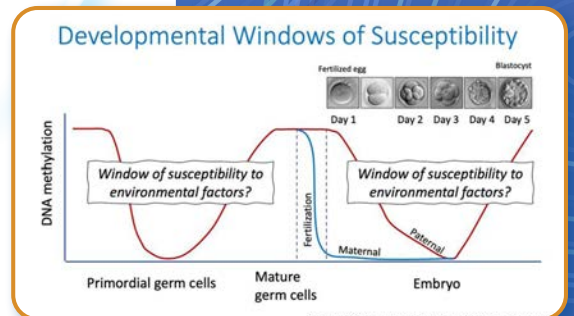 Developmental Windows of Susceptibility
Fertilized egg
Blastocyst
Day 1
Day 2
Day 3
Day 4
Day 5
DNA methylation
Window of susceptibility to
environmental factors?
Fertilization
Window of susceptibility to
environmental factors?
Paternal
Maternal
Primordial germ cells
Mature
germ cells
Embryo